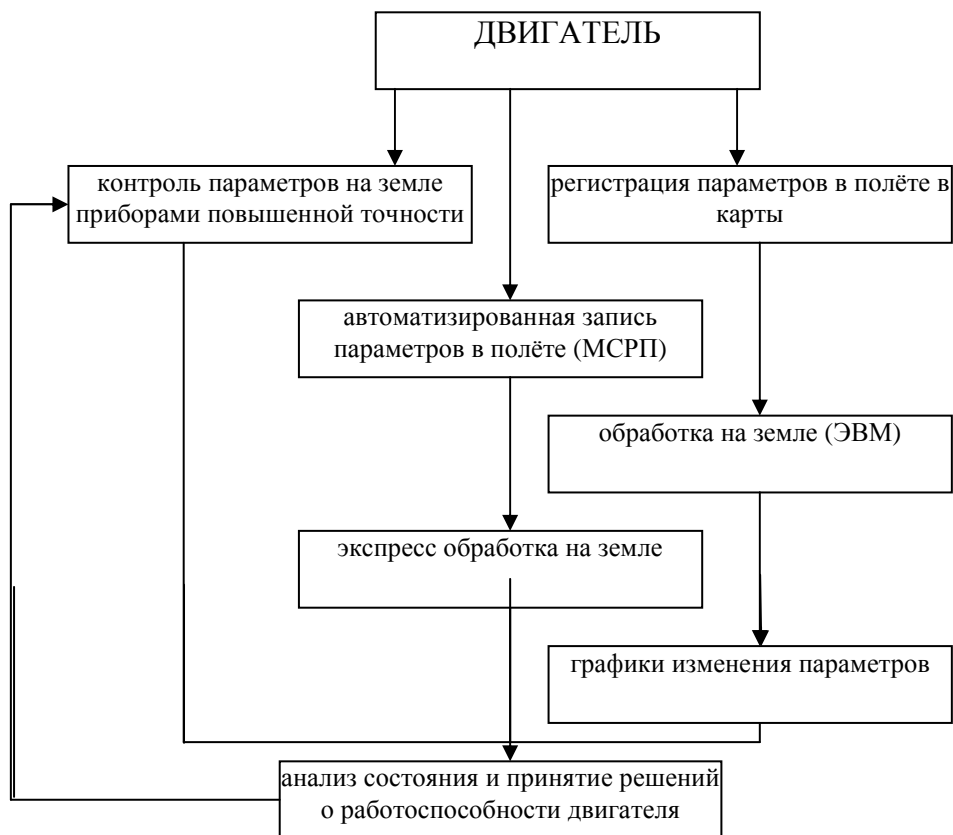 ДВИГАТЕЛЬ
контроль параметров на земле
приборами повышенной точности
регистрация параметров в полёте в
карты
автоматизированная запись
параметров в полёте (МСРП)
обработка на земле (ЭВМ)
экспресс обработка на земле
графики изменения параметров
анализ состояния и принятие решений
о работоспособности двигателя